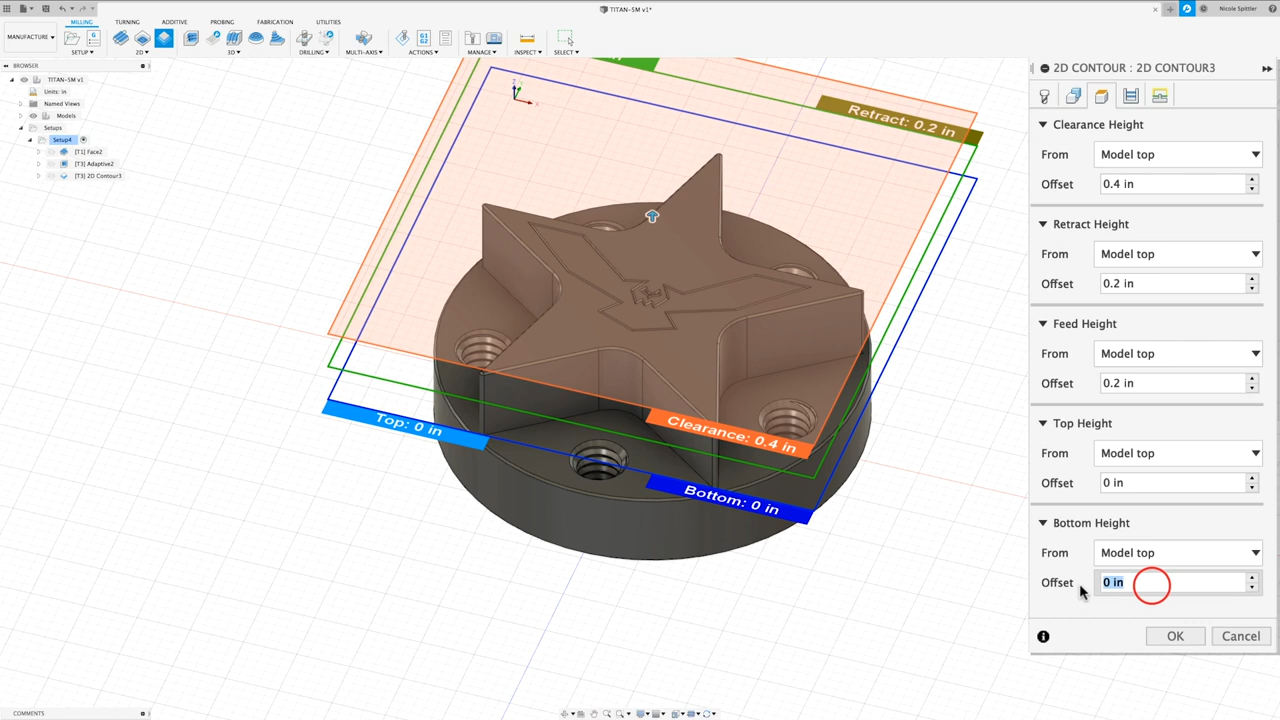 TITAN-5M v1*
Nicole Spittler
MILLING TURNING ADDITIVE PROBING FABRICATION UTILITIES
MANUFACTURE
G1
G2
SETUP 2D 3D DRILLING MULTI-AXIS ACTIONS MANAGE INSPECT SELECT
BROWSER
TITAN-5M v1
Units: in
Named Views
Models
Setups
Setup4
[T1] Face2
[T3] Adaptive2
[T3] 2D Contour3
Retract: 0.2 in
Clearance: 0.4 in
Top: 0 in
Bottom: 0 in
2D CONTOUR : 2D CONTOUR3
Clearance Height
From Model top
Offset 0.4 in
Retract Height
From Model top
Offset 0.2 in
Feed Height
From Model top
Offset 0.2 in
Top Height
From Model top
Offset 0 in
Bottom Height
From Model top
Offset 0 in
OK Cancel
COMMENTS